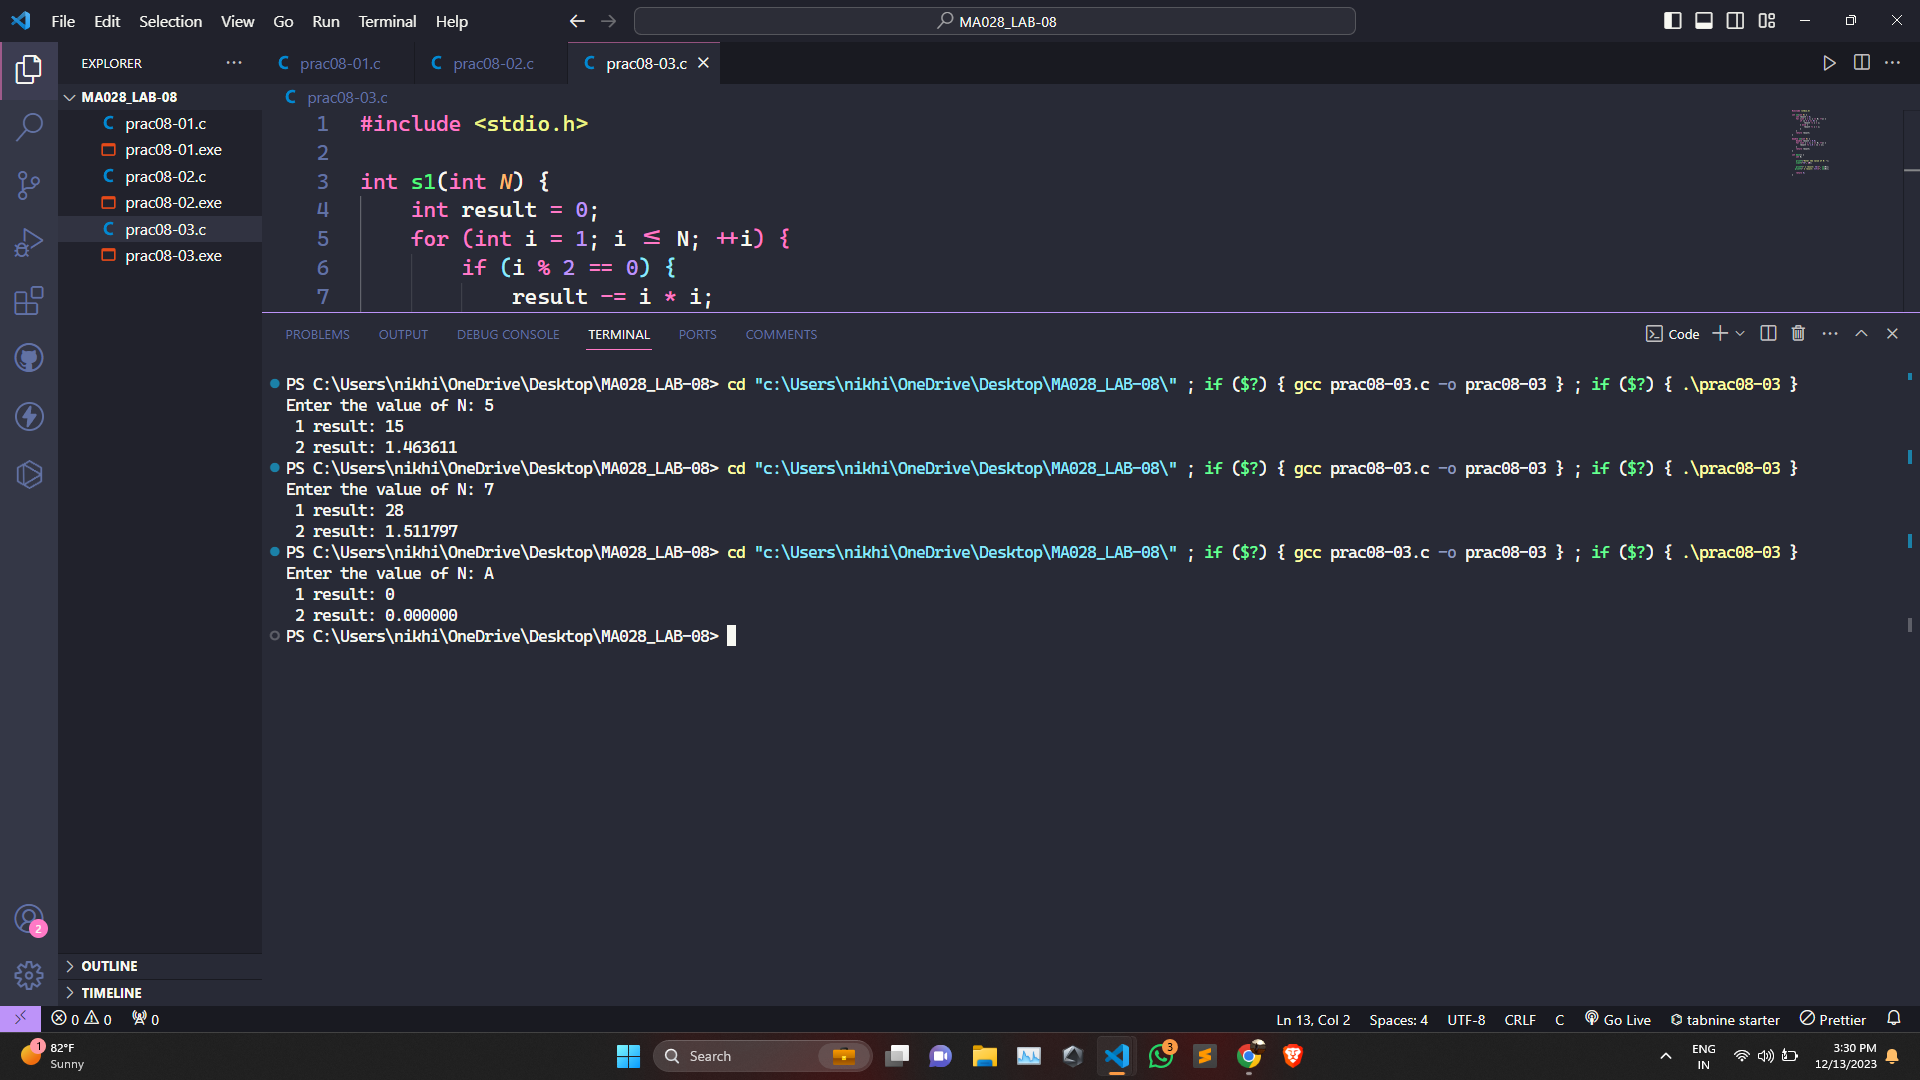 File Edit Selection View Go Run Terminal Help
MA028_LAB-08
EXPLORER
prac08-01.c
prac08-02.c
prac08-03.c
MA028_LAB-08
prac08-01.c
prac08-01.exe
prac08-02.c
prac08-02.exe
prac08-03.c
prac08-03.exe
prac08-03.c
1 #include <stdio.h>
2
3 int s1(int N) {
4 int result = 0;
5 for (int i = 1; i ≤ N; ++i) {
6 if (i % 2 == 0) {
7 result -= i * i;
PROBLEMS OUTPUT DEBUG CONSOLE TERMINAL PORTS COMMENTS
Code
PS C:\Users\nikhi\OneDrive\Desktop\MA028_LAB-08> cd "c:\Users\nikhi\OneDrive\Desktop\MA028_LAB-08\" ; if ($?) { gcc prac08-03.c -o prac08-03 } ; if ($?) { .\prac08-03 }
Enter the value of N: 5
1 result: 15
2 result: 1.463611
PS C:\Users\nikhi\OneDrive\Desktop\MA028_LAB-08> cd "c:\Users\nikhi\OneDrive\Desktop\MA028_LAB-08\" ; if ($?) { gcc prac08-03.c -o prac08-03 } ; if ($?) { .\prac08-03 }
Enter the value of N: 7
1 result: 28
2 result: 1.511797
PS C:\Users\nikhi\OneDrive\Desktop\MA028_LAB-08> cd "c:\Users\nikhi\OneDrive\Desktop\MA028_LAB-08\" ; if ($?) { gcc prac08-03.c -o prac08-03 } ; if ($?) { .\prac08-03 }
Enter the value of N: A
1 result: 0
2 result: 0.000000
PS C:\Users\nikhi\OneDrive\Desktop\MA028_LAB-08>
2
OUTLINE
TIMELINE
0 0 0
Ln 13, Col 2 Spaces: 4 UTF-8 CRLF C Go Live tabnine starter Prettier
1
82°F
Sunny
Search
3
ENG
IN
3:30 PM
12/13/2023